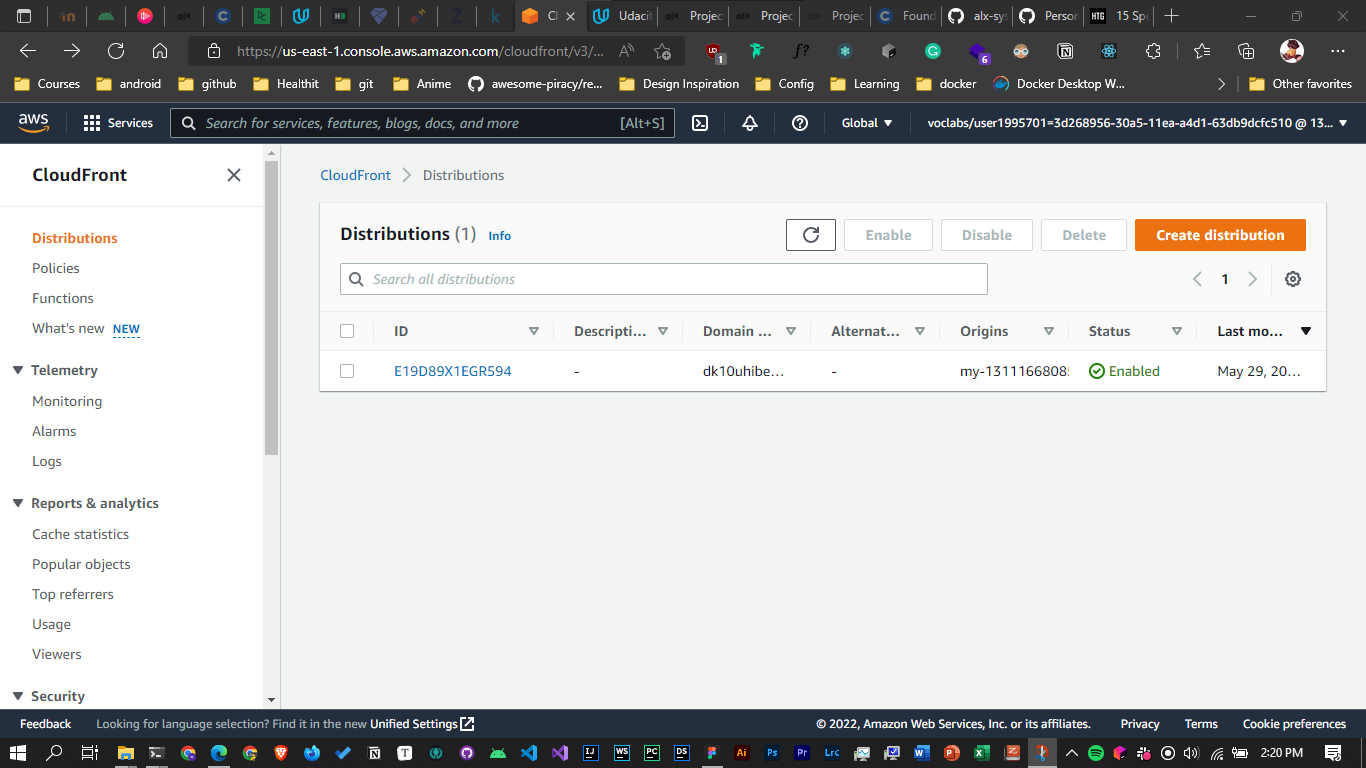 Cl
Udacit
Projec
Project
Projec
Found
alx-sys
Person
HTG
15 Spe
https://us-east-1.console.aws.amazon.com/cloudfront/v3/...
1
f?
6
Courses
android
github
Healthit
git
Anime
awesome-piracy/re...
Design Inspiration
Config
Learning
docker
Docker Desktop W...
Other favorites
aws
Services
Search for services, features, blogs, docs, and more
[Alt+S]
Global
voclabs/user1995701=3d268956-30a5-11ea-a4d1-63db9dcfc510 @ 13...
CloudFront
Distributions
Policies
Functions
What's new NEW
Telemetry
Monitoring
Alarms
Logs
Reports & analytics
Cache statistics
Popular objects
Top referrers
Usage
Viewers
Security
CloudFront
Distributions
Distributions (1) Info
Enable
Disable
Delete
Create distribution
Search all distributions
1
ID
Descripti...
Domain ...
Alternat...
Origins
Status
Last mo...
E19D89X1EGR594
-
dk10uhibe...
-
my-13111668085
Enabled
May 29, 20...
Feedback
Looking for language selection? Find it in the new Unified Settings
© 2022, Amazon Web Services, Inc. or its affiliates.
Privacy
Terms
Cookie preferences
2:20 PM